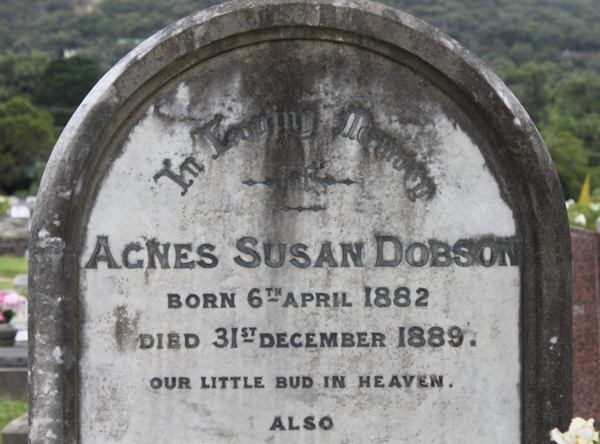 In loving Memory
of
AGNES SUSAN DOBSON
BORN 6TH APRIL 1882
DIED 31ST DECEMBER 1889.
OUR LITTLE BUD IN HEAVEN.
ALSO